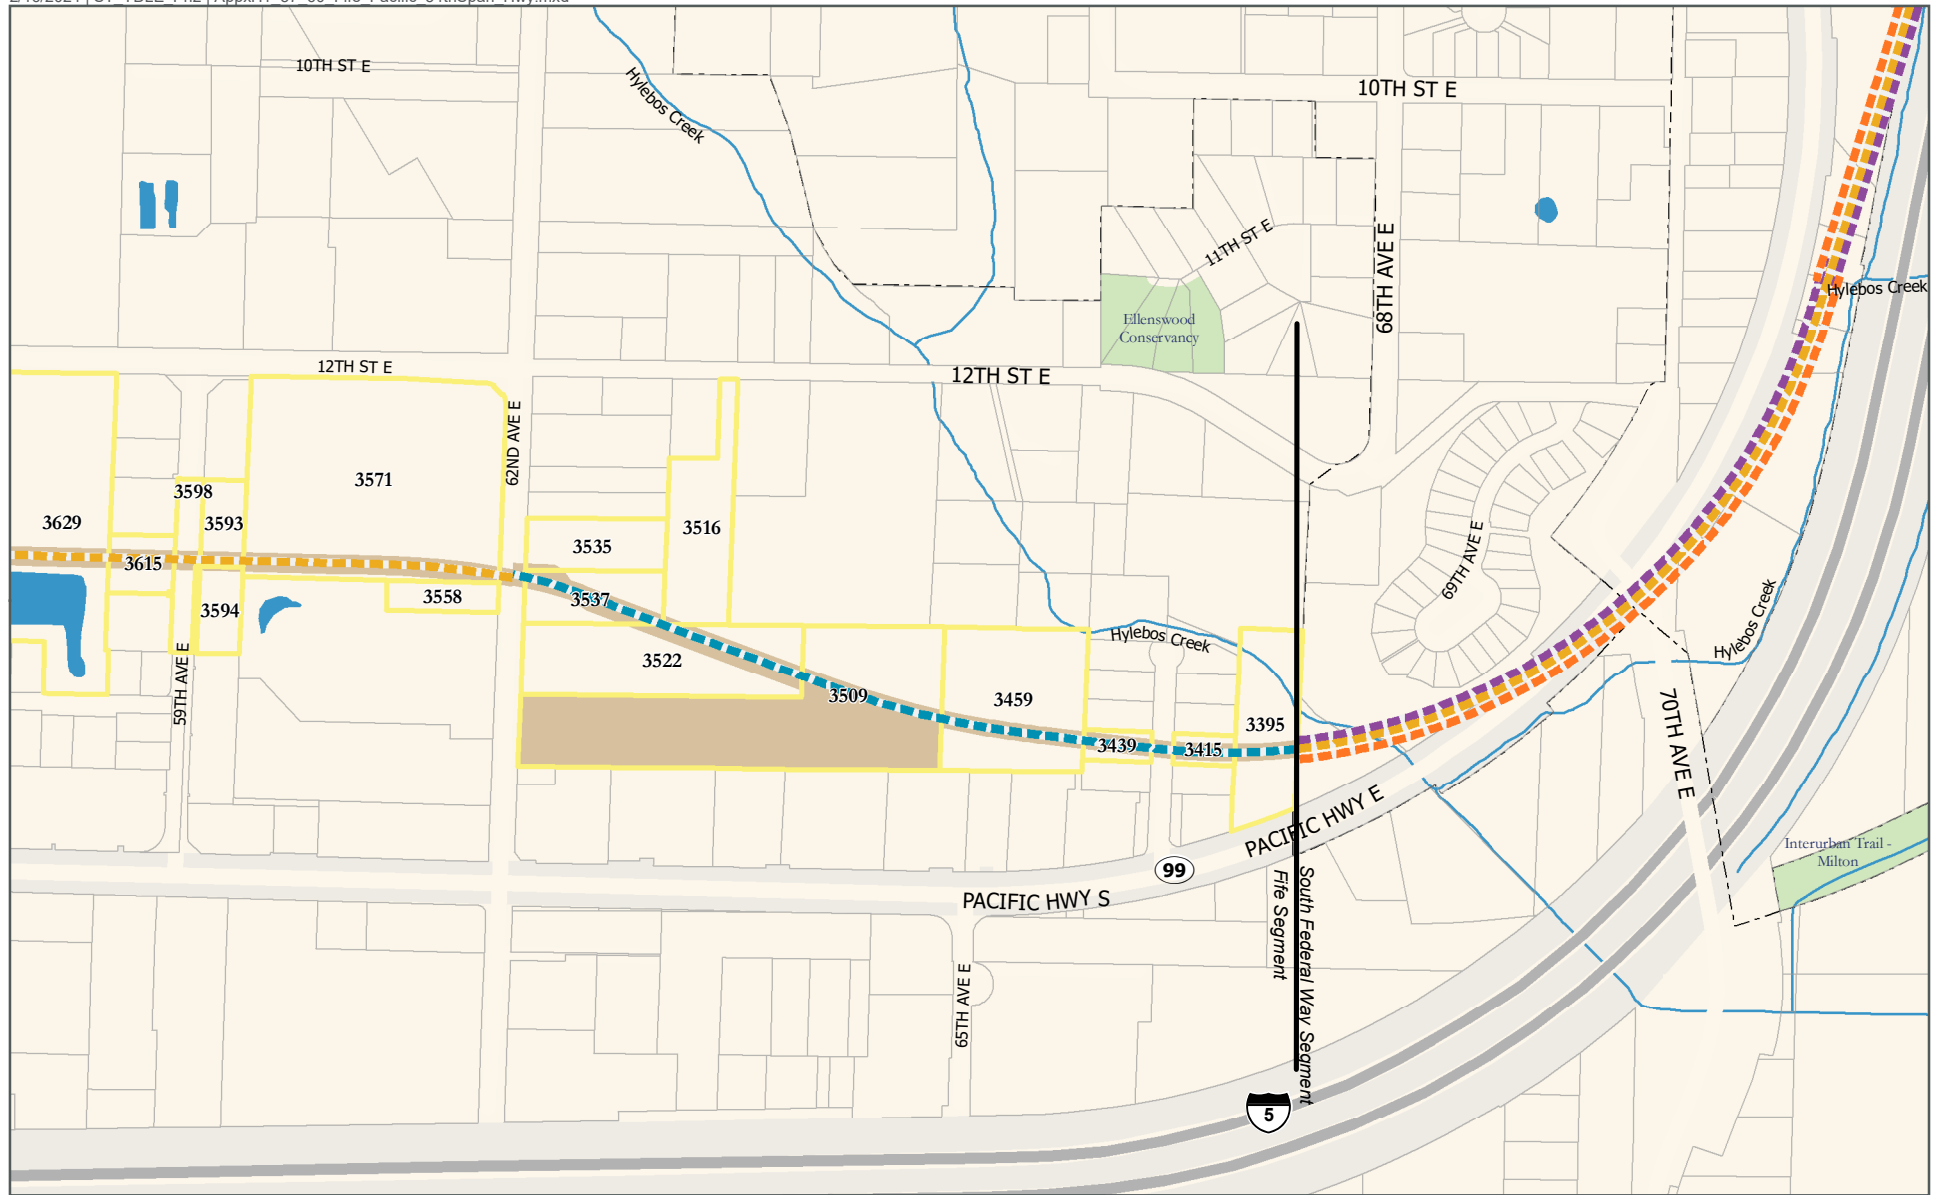 10TH ST E
10TH ST E
Hylebos Creek
11TH ST E
68TH AVE E
Hylebos Creek
Ellenswood
Conservancy
12TH ST E
12TH ST E
62ND AVE E
3571
3598
3593
3629
3516
3535
3615
3537
3594
3558
69TH AVE E
Hylebos Creek
Hylebos Creek
3522
59TH AVE E
3509
3459
3395
3439
3415
70TH AVE E
PACIFIC HWY E
99
PACIFIC HWY S
Interurban Trail -
Milton
Fife Segment
South Federal Way Segment
65TH AVE E
5